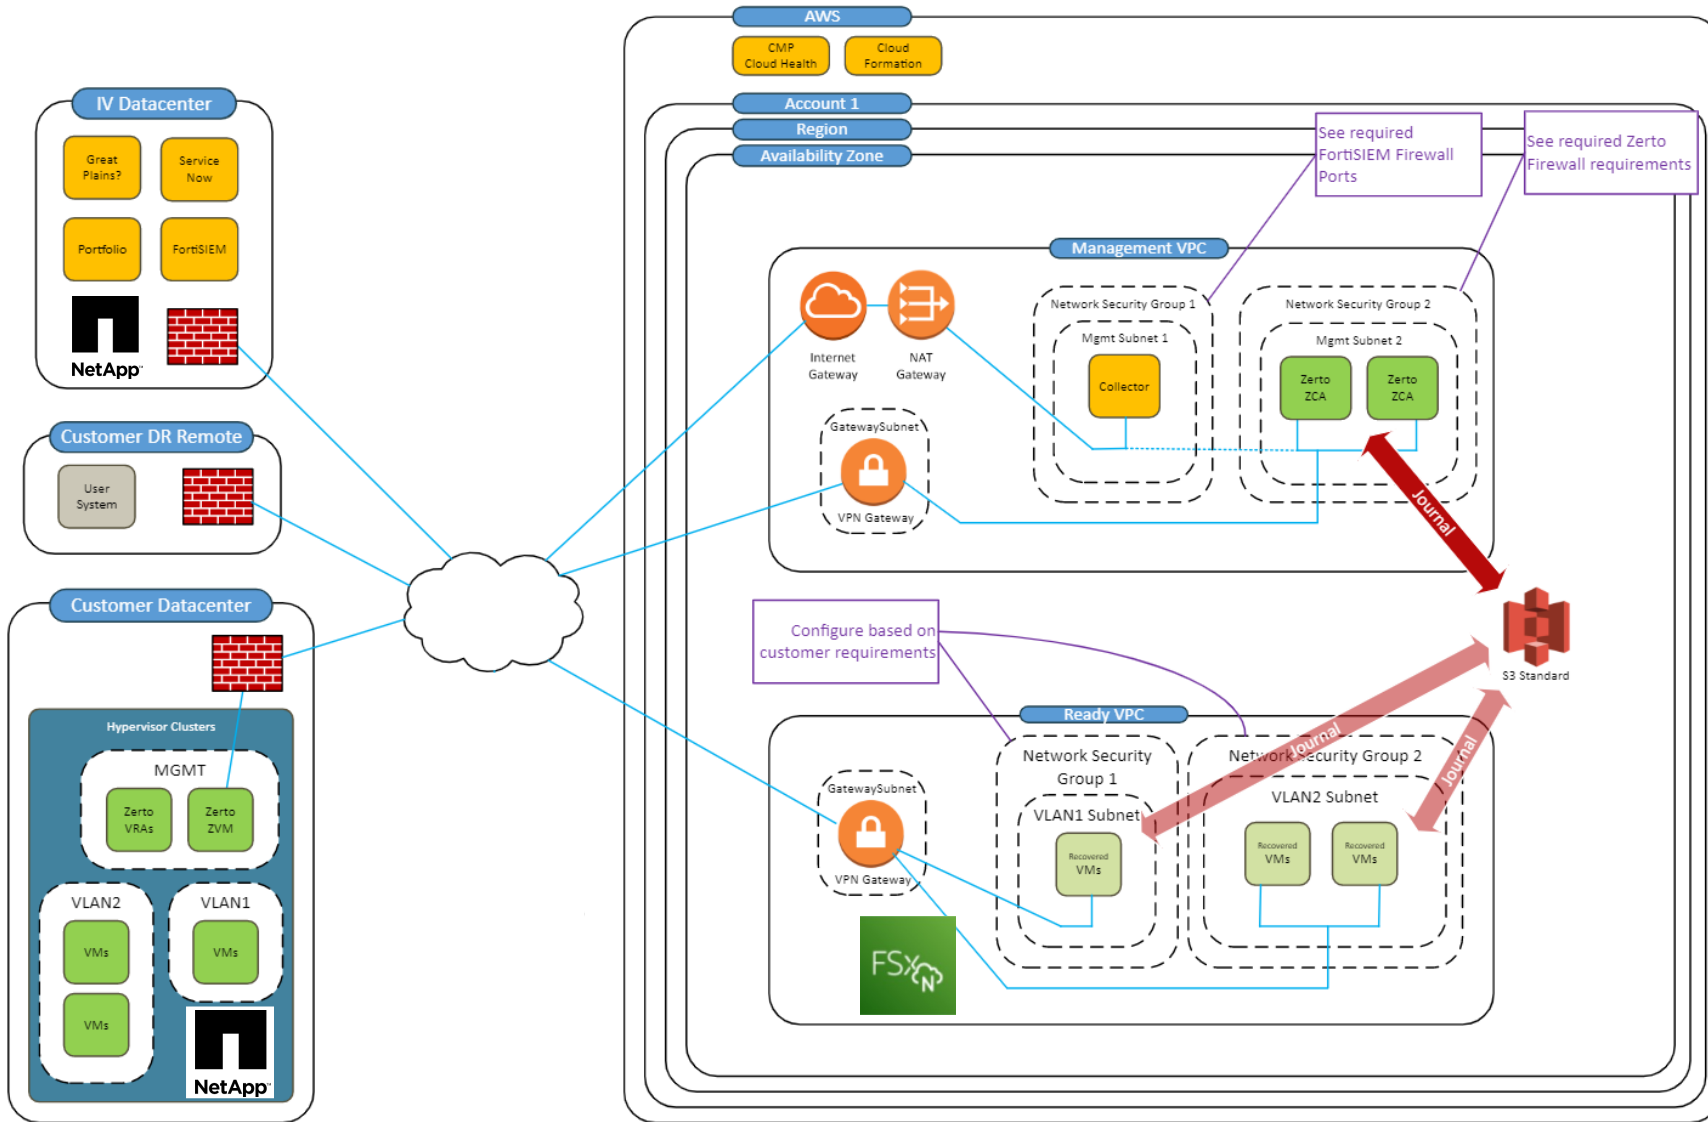 AWS
CMP
Cloud Health
Cloud
Formation
IV Datacenter
Great
Plains?
Service
Now
Portfolio
FortiSIEM
NetApp™
Customer DR Remote
User
System
Customer Datacenter
Hypervisor Clusters
MGMT
Zerto
VRAs
Zerto
ZVM
VLAN2
VMs
VMs
VLAN1
VMs
NetApp™
Account 1
Region
Availability Zone
See required
FortiSIEM Firewall
Ports
See required Zerto
Firewall requirements
Management VPC
Internet
Gateway
NAT
Gateway
GatewaySubnet
VPN Gateway
Network Security Group 1
Mgmt Subnet 1
Collector
Network Security Group 2
Mgmt Subnet 2
Zerto
ZCA
Zerto
ZCA
Journal
S3 Standard
Configure based on
customer requirements
Ready VPC
GatewaySubnet
VPN Gateway
FSx
N
Network Security
Group 1
VLAN1 Subnet
Recovered
VMs
Network Security Group 2
VLAN2 Subnet
Recovered
VMs
Recovered
VMs
Journal
Journal